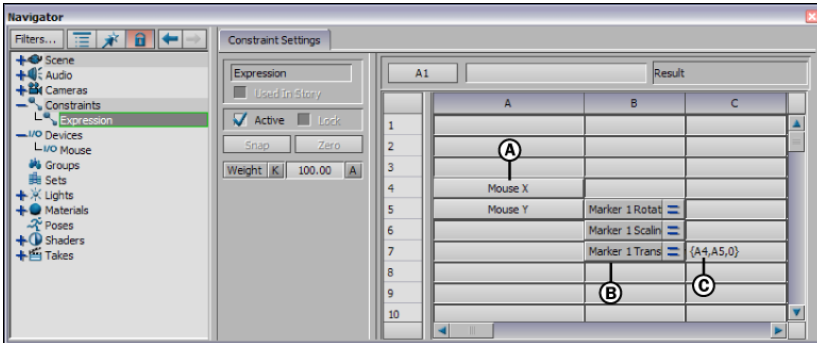 Navigator
Filters...
Scene
Audio
Cameras
Constraints
Expression
I/O Devices
I/O Mouse
Groups
Sets
Lights
Materials
Poses
Shaders
Takes
Constraint Settings
Expression
Used In Story
Active Lock
Snap Zero
Weight K 100.00 A
A1 Result
A B C
1
2
3
A
4 Mouse X
5 Mouse Y Marker 1 Rotat =
6 Marker 1 Scalin =
7 Marker 1 Trans = {A4,A5,0}
8
B C
9
10